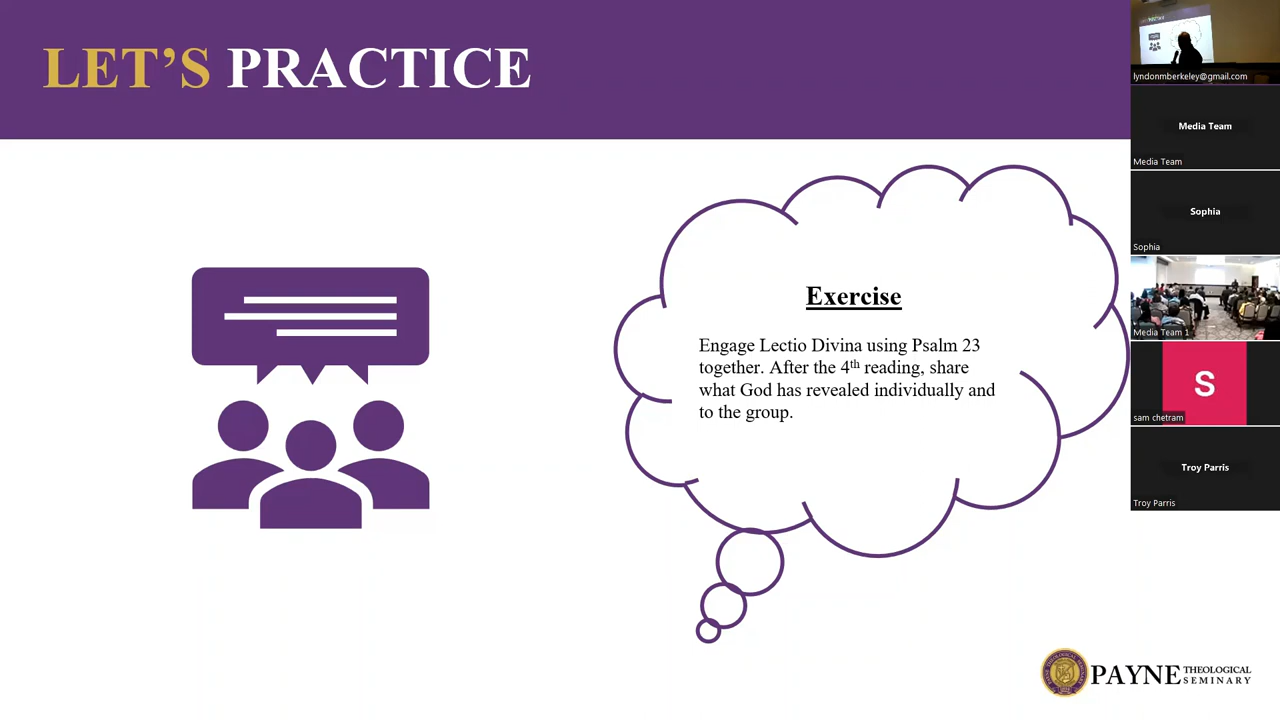 LET’S PRACTICE
Exercise
Engage Lectio Divina using Psalm 23
together. After the 4th reading, share
what God has revealed individually and
to the group.
PAYNE THEOLOGICAL
SEMINARY
lyndonmberkeley@gmail.com
Media Team
Media Team
Sophia
Sophia
Media Team 1
S
sam chetram
Troy Parris
Troy Parris